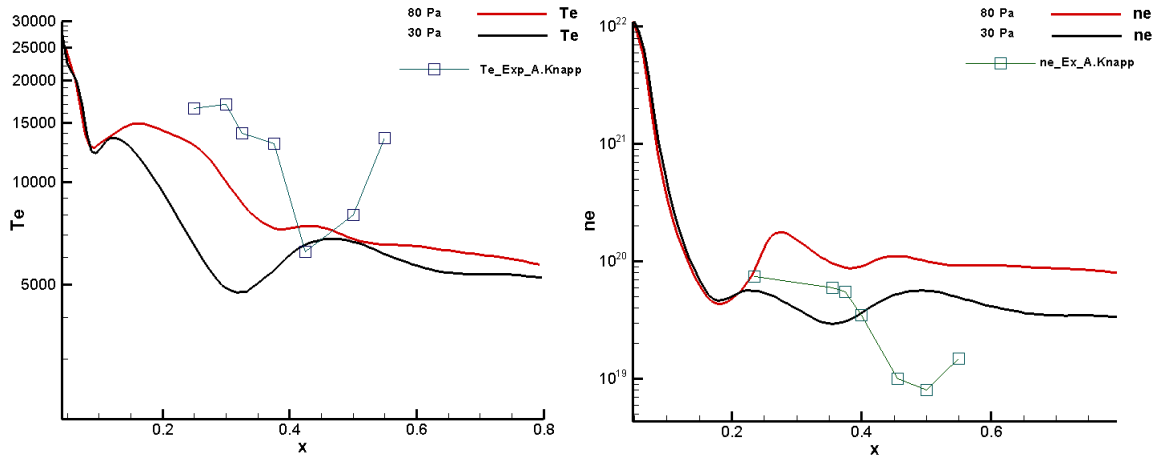 80 Pa Te
30 Pa Te
Te_Exp_A.Knapp
30000
25000
20000
15000
10000
5000
Te
0.2 0.4 0.6 0.8
x
80 Pa ne
30 Pa ne
ne_Ex_A.Knapp
10²²
10²¹
10²⁰
10¹⁹
ne
0.2 0.4 0.6
x